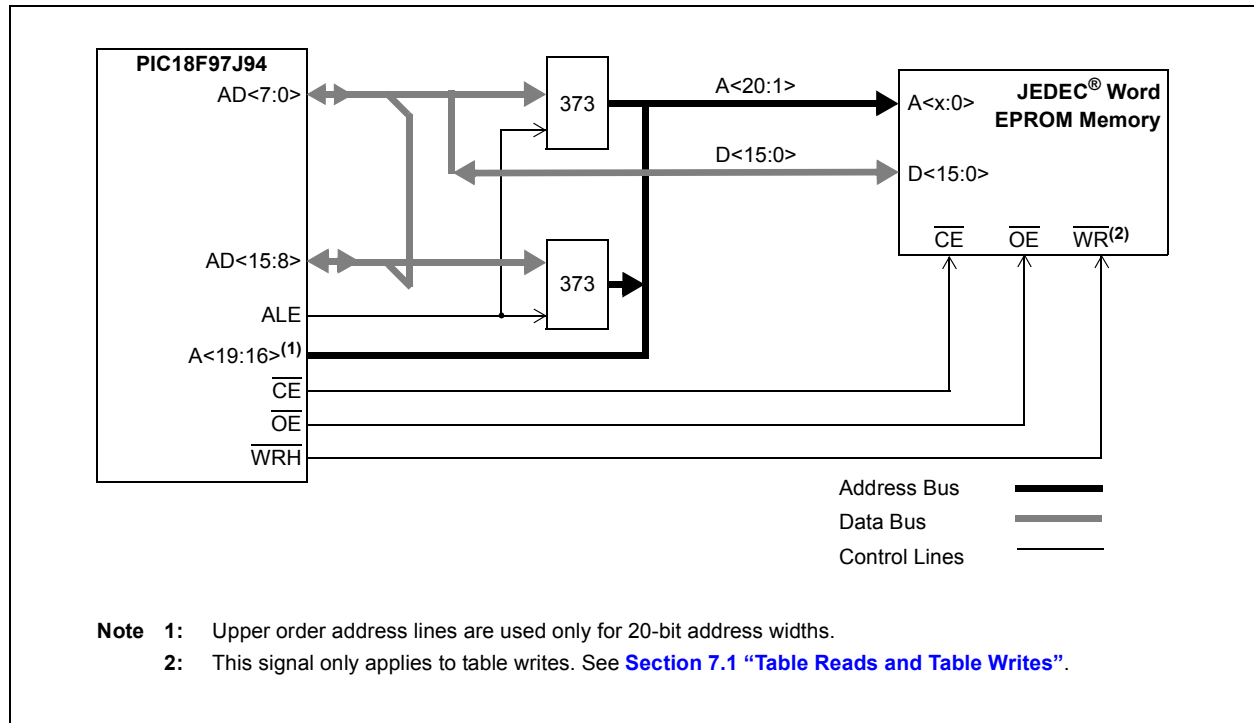 PIC18F97J94
AD<7:0>
373
A<20:1>
A<x:0>
JEDEC® Word
EPROM Memory
D<15:0>
D<15:0>
CE OE WR(2)
AD<15:8>
373
ALE
A<19:16>(1)
CE
OE
WRH
Address Bus
Data Bus
Control Lines
Note 1: Upper order address lines are used only for 20-bit address widths.
2: This signal only applies to table writes. See Section 7.1 “Table Reads and Table Writes”.